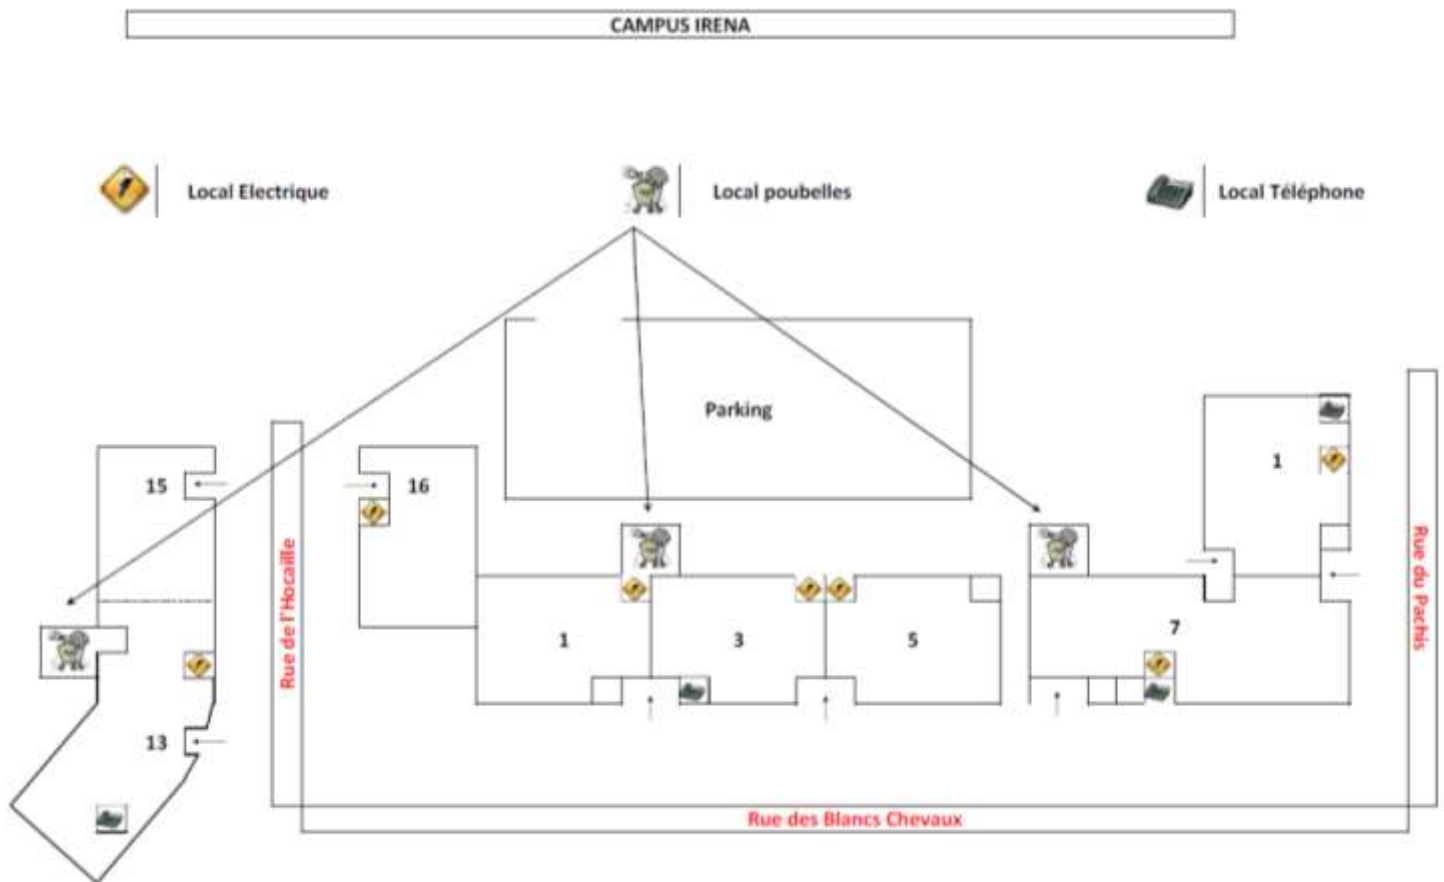 CAMPUS IRENA
Local Electrique
Local poubelles
Local Téléphone
Parking
1
15
16
Rue de l'Hocaille
Rue du Pachis
1
3
5
7
13
Rue des Blancs Chevaux